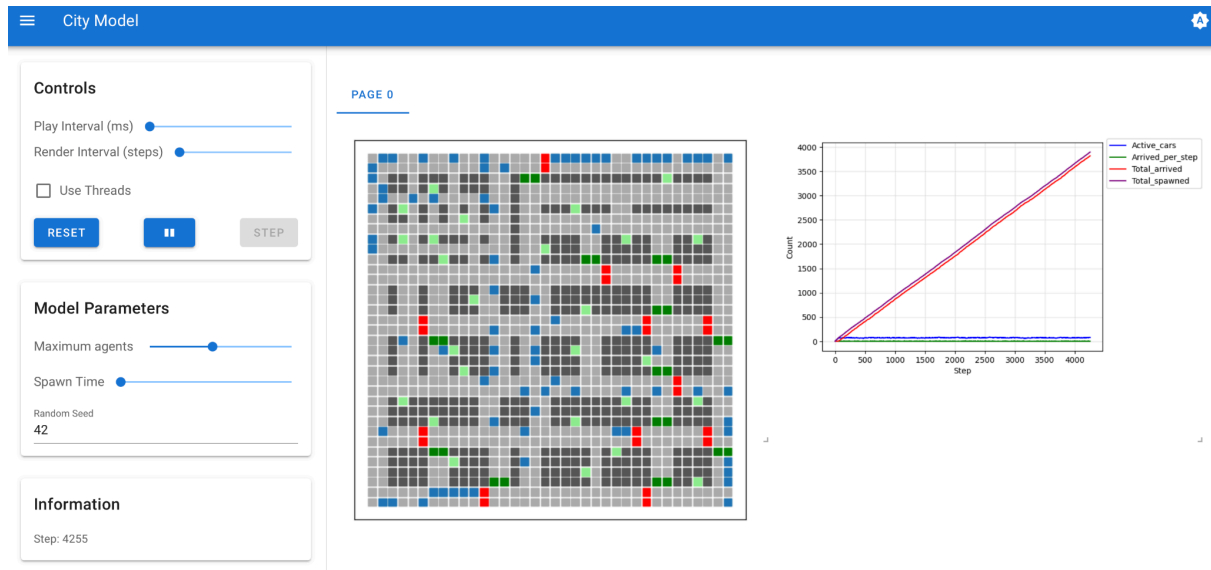 City Model
A
Controls
Play Interval (ms)
Render Interval (steps)
Use Threads
RESET
STEP
Model Parameters
Maximum agents
Spawn Time
Random Seed
42
Information
Step: 4255
PAGE 0
Active_cars
Arrived_per_step
Total_arrived
Total_spawned
4000
3500
3000
2500
2000
1500
1000
500
0
Count
0 500 1000 1500 2000 2500 3000 3500 4000
Step